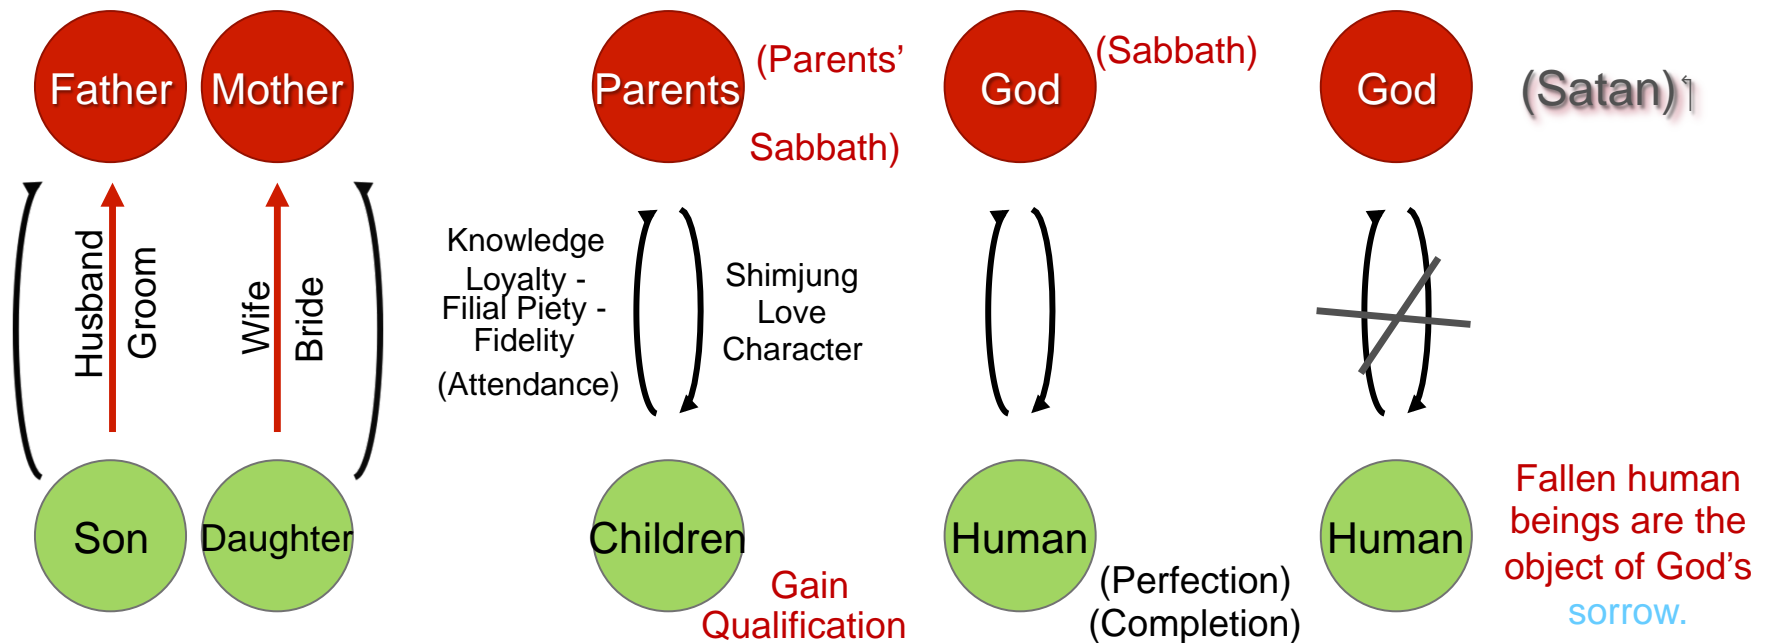 Father
Mother
Husband
Groom
Wife
Bride
Son
Daughter
Parents
(Parents’
Sabbath)
Knowledge
Loyalty -
Filial Piety -
Fidelity
(Attendance)
Shimjung
Love
Character
Children
Gain
Qualification
God
(Sabbath)
Human
(Perfection)
(Completion)
God
(Satan)
Human
Fallen human
beings are the
object of God’s
sorrow.